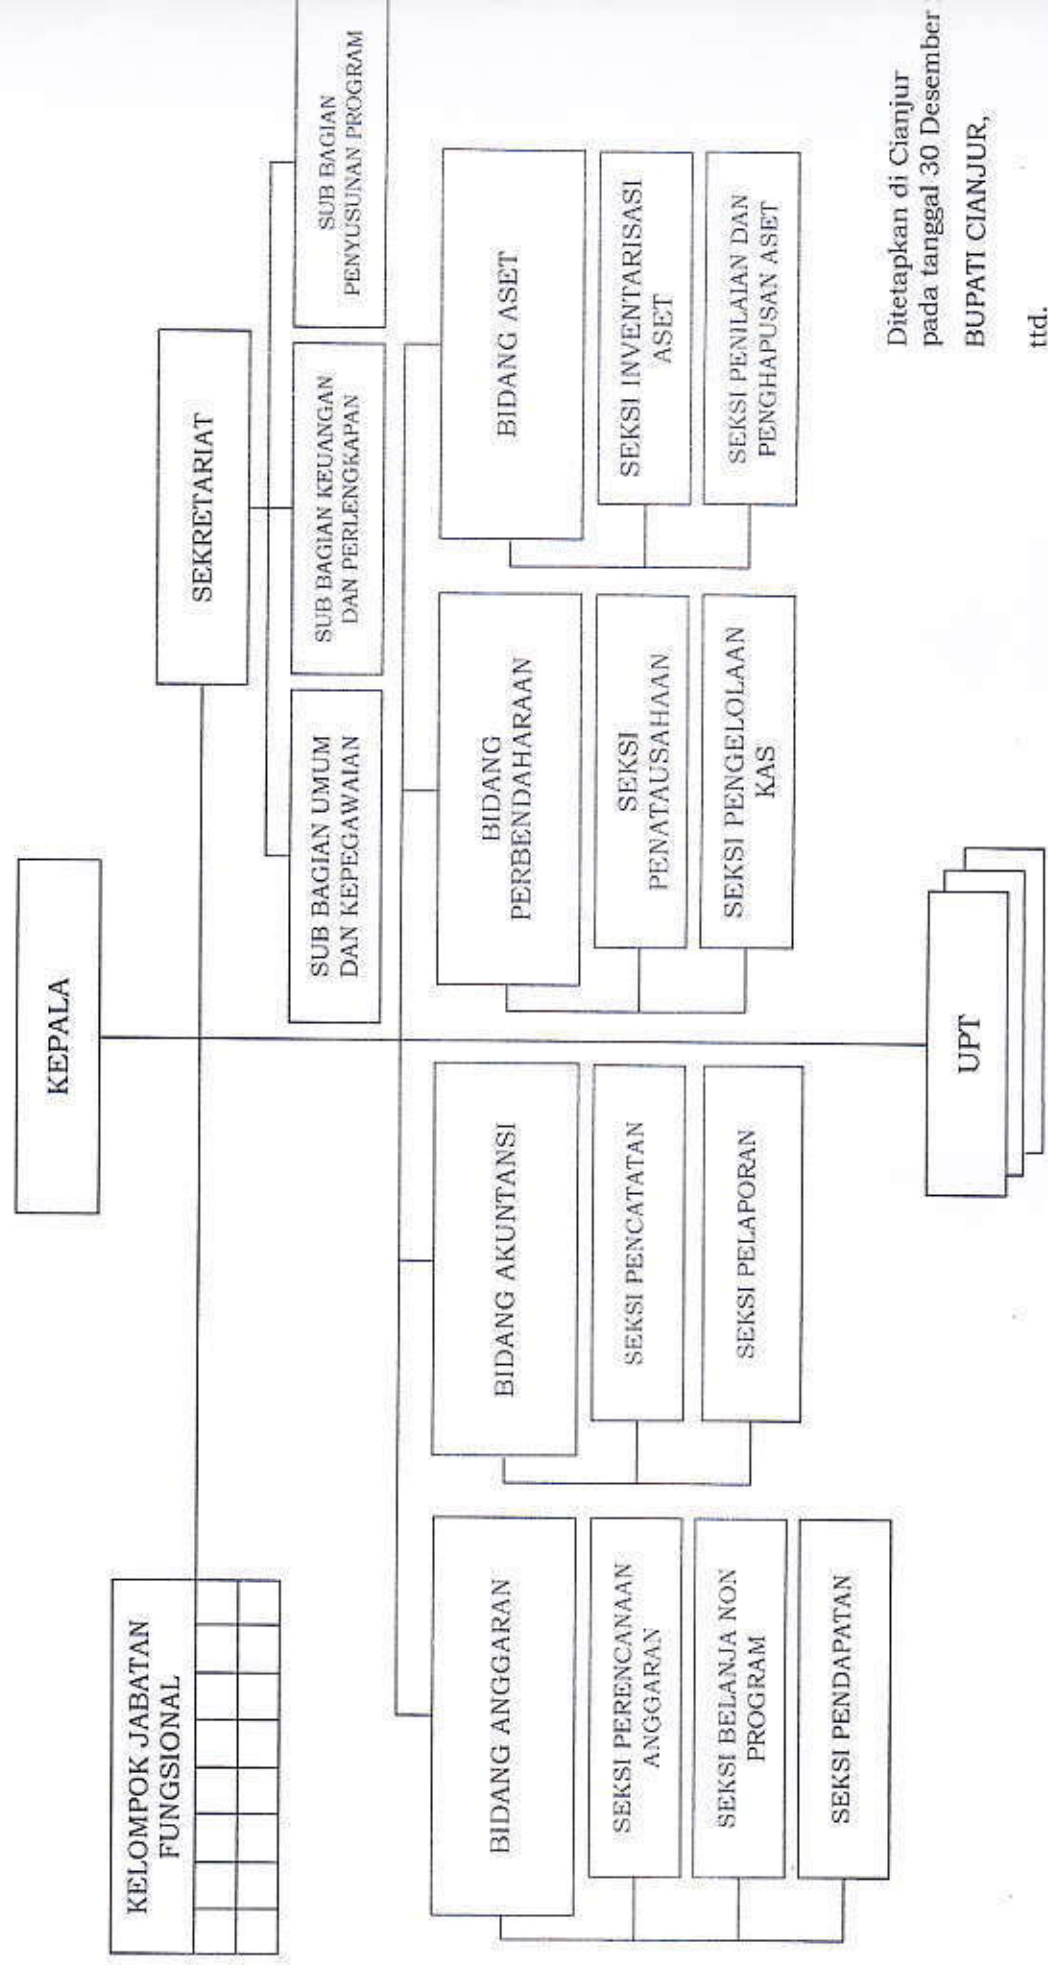 KEPALA
KELOMPOK JABATAN
FUNGSIONAL
SEKRETARIAT
SUB BAGIAN UMUM
DAN KEPEGAWAIAN
SUB BAGIAN KEUANGAN
DAN PERLENGKAPAN
SUB BAGIAN
PENYUSUNAN PROGRAM
BIDANG ANGGARAN
SEKSI PERENCANAAN
ANGGARAN
SEKSI BELANJA NON
PROGRAM
SEKSI PENDAPATAN
BIDANG AKUNTANSI
SEKSI PENCATATAN
SEKSI PELAPORAN
BIDANG
PERBENDAHARAAN
SEKSI
PENATAUSAHAAN
SEKSI PENGELOLAAN
KAS
BIDANG ASET
SEKSI INVENTARISASI
ASET
SEKSI PENILAIAN DAN
PENGHAPUSAN ASET
UPT
Ditetapkan di Cianjur
pada tanggal 30 Desember
BUPATI CIANJUR,
ttd.